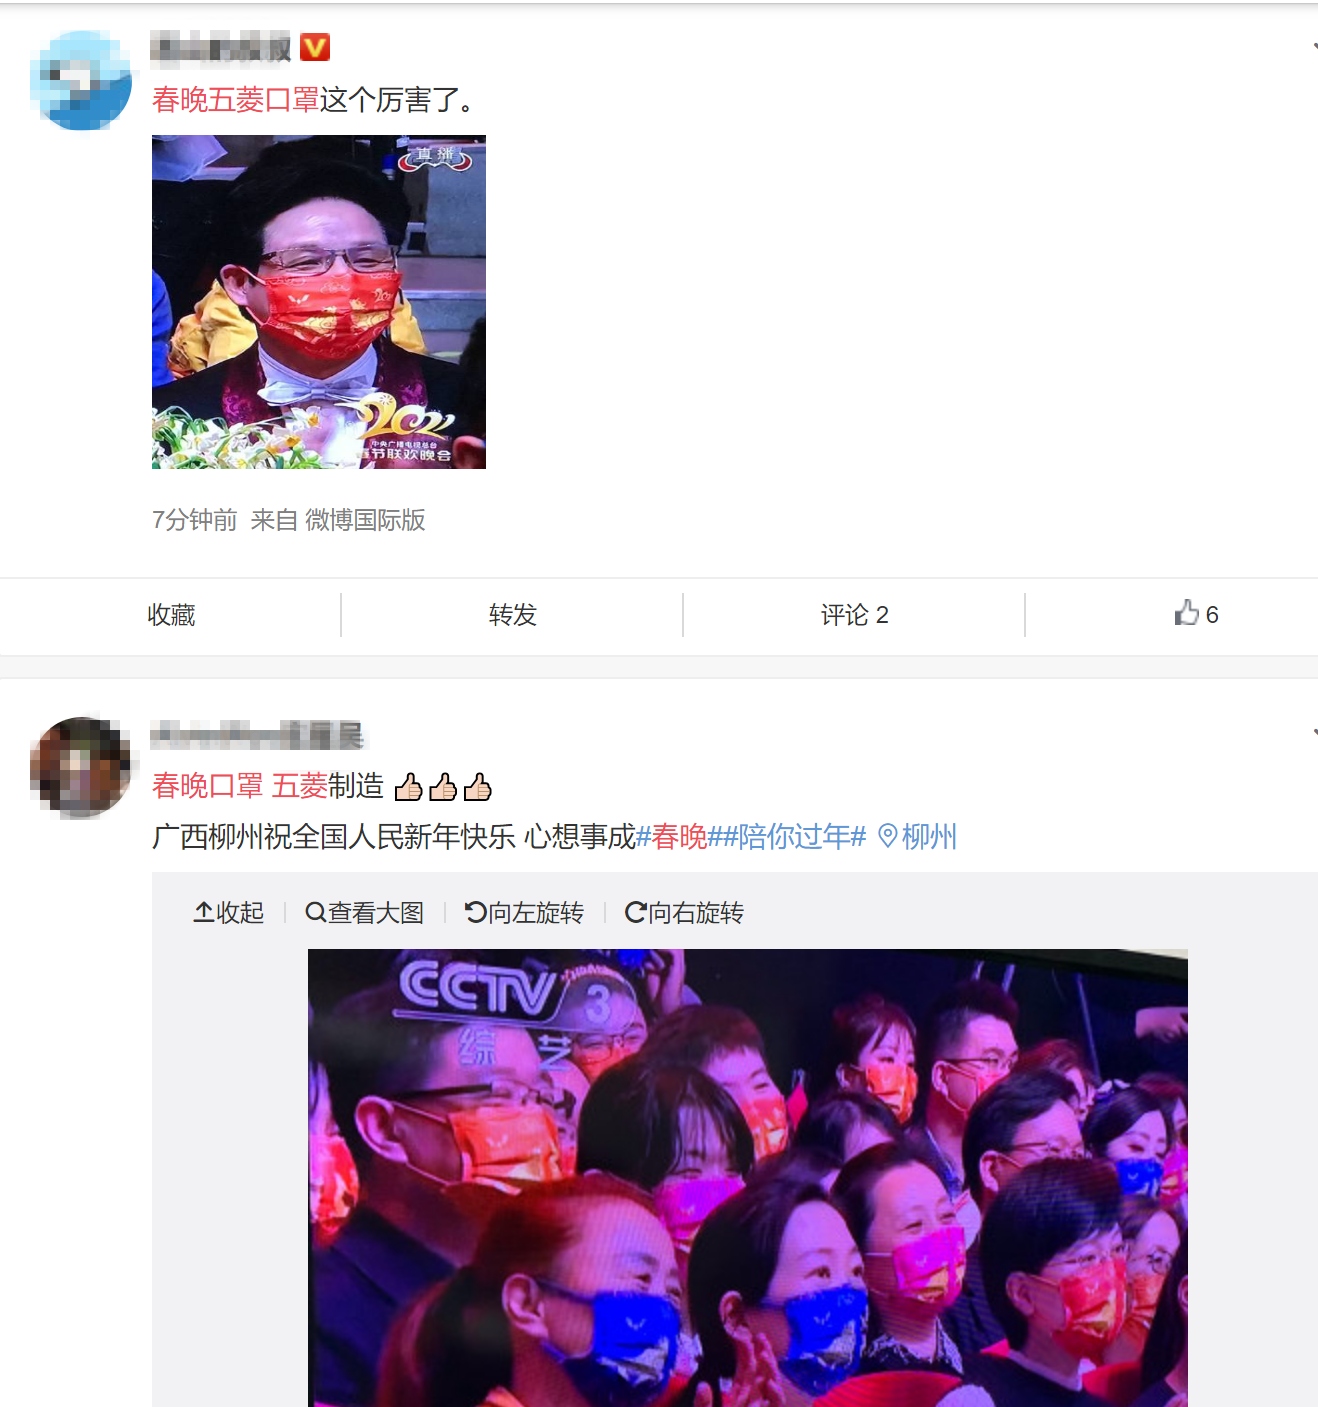 春晚五菱口罩这个厉害了。
直播
2021
中央广播电视总台
春节联欢晚会
7分钟前 来自 微博国际版
收藏 转发 评论 2 6
春晚口罩 五菱制造
广西柳州祝全国人民新年快乐 心想事成#春晚##陪你过年# 柳州
收起 查看大图 向左旋转 向右旋转
CCTV 3
综艺